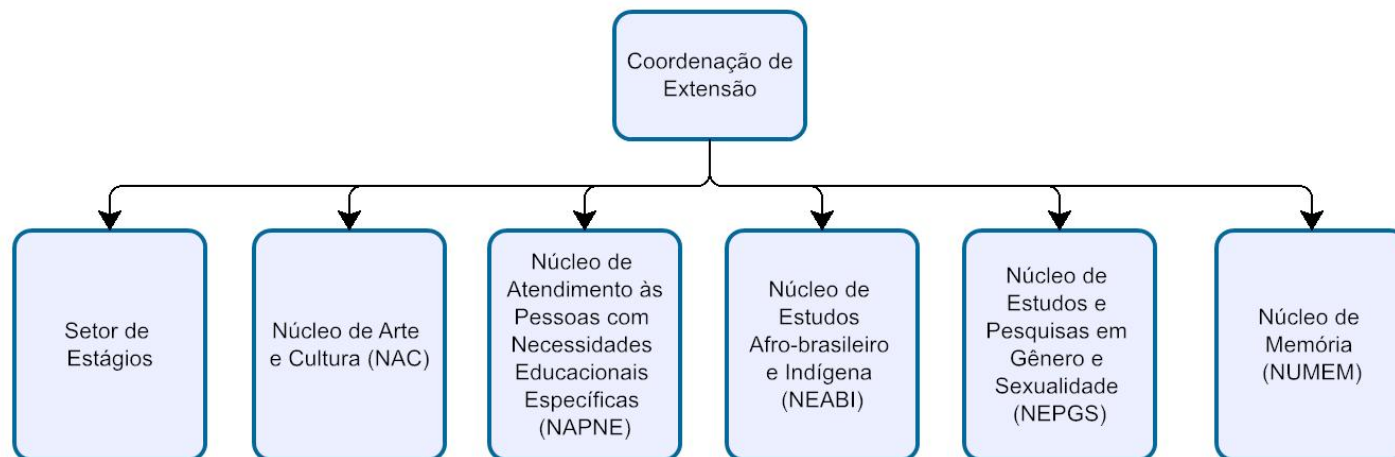 Coordenação de
Extensão
Setor de
Estágios
Núcleo de Arte
e Cultura (NAC)
Núcleo de
Atendimento às
Pessoas com
Necessidades
Educacionais
Específicas
(NAPNE)
Núcleo de
Estudos
Afro-brasileiro
e Indígena
(NEABI)
Núcleo de
Estudos e
Pesquisas em
Gênero e
Sexualidade
(NEPGS)
Núcleo de
Memória
(NUMEM)